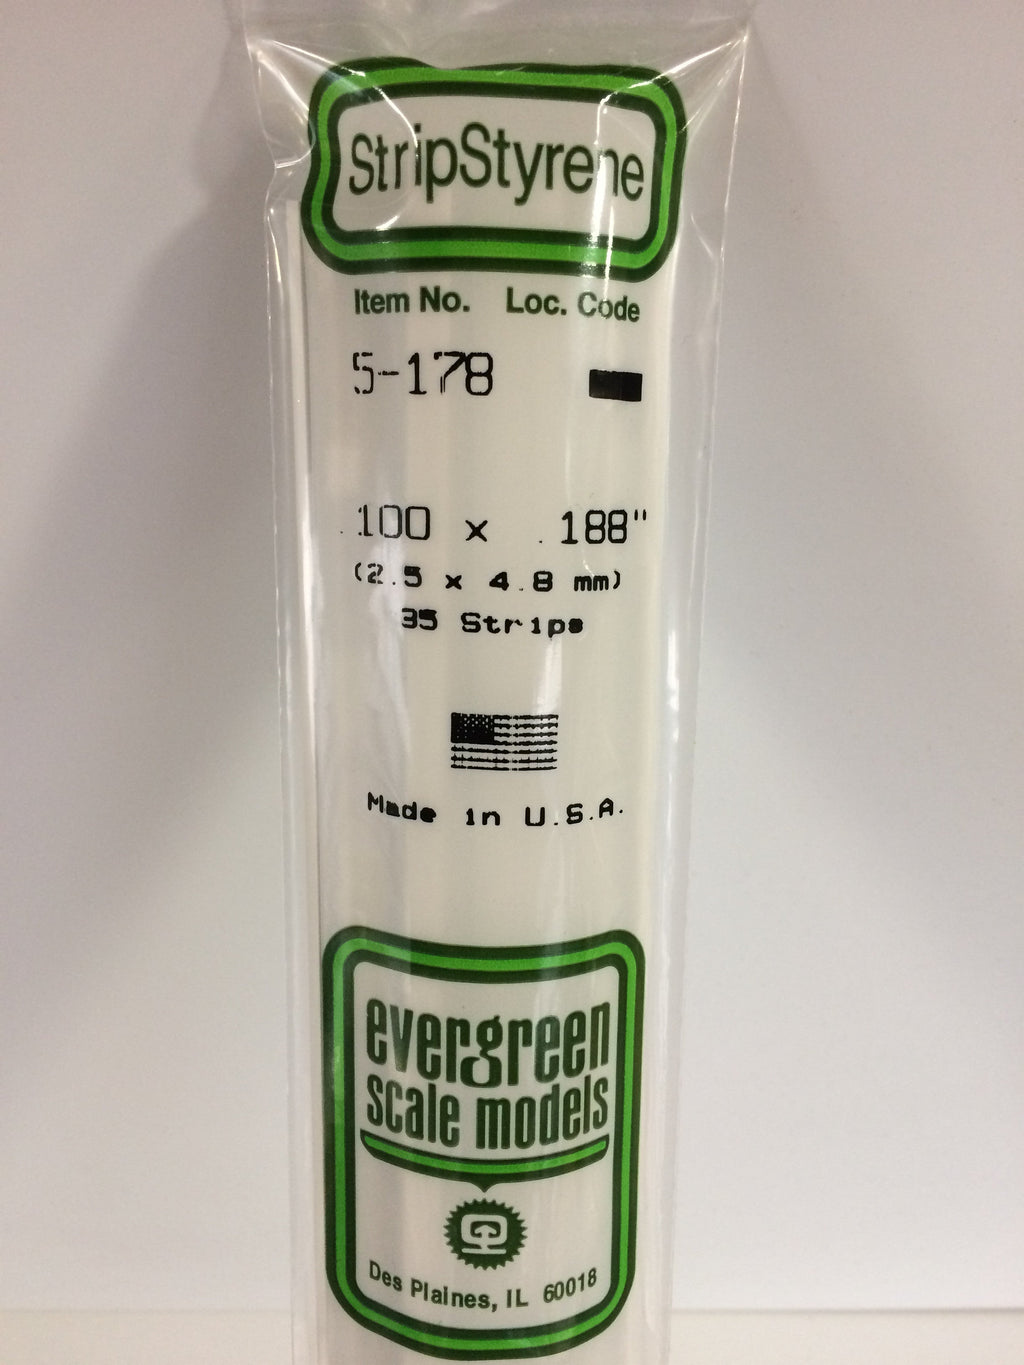 StripStyrene
Item No. Loc. Code
5-178
.100 x .188"
(2.5 x 4.8 mm)
35 Strips
Made in U.S.A.
evergreen
scale models
Des Plaines, IL 60018